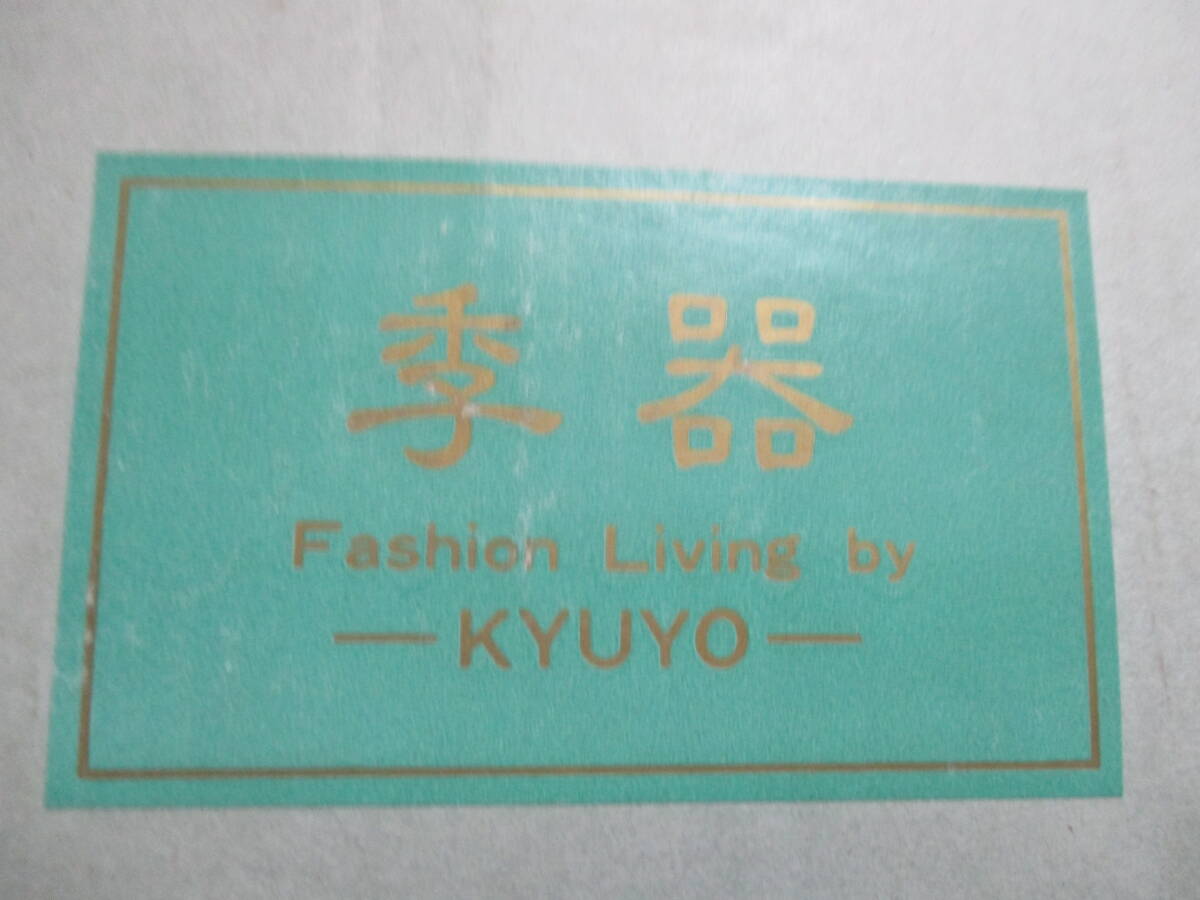 季器
Fashion Living by
—KYUYO—